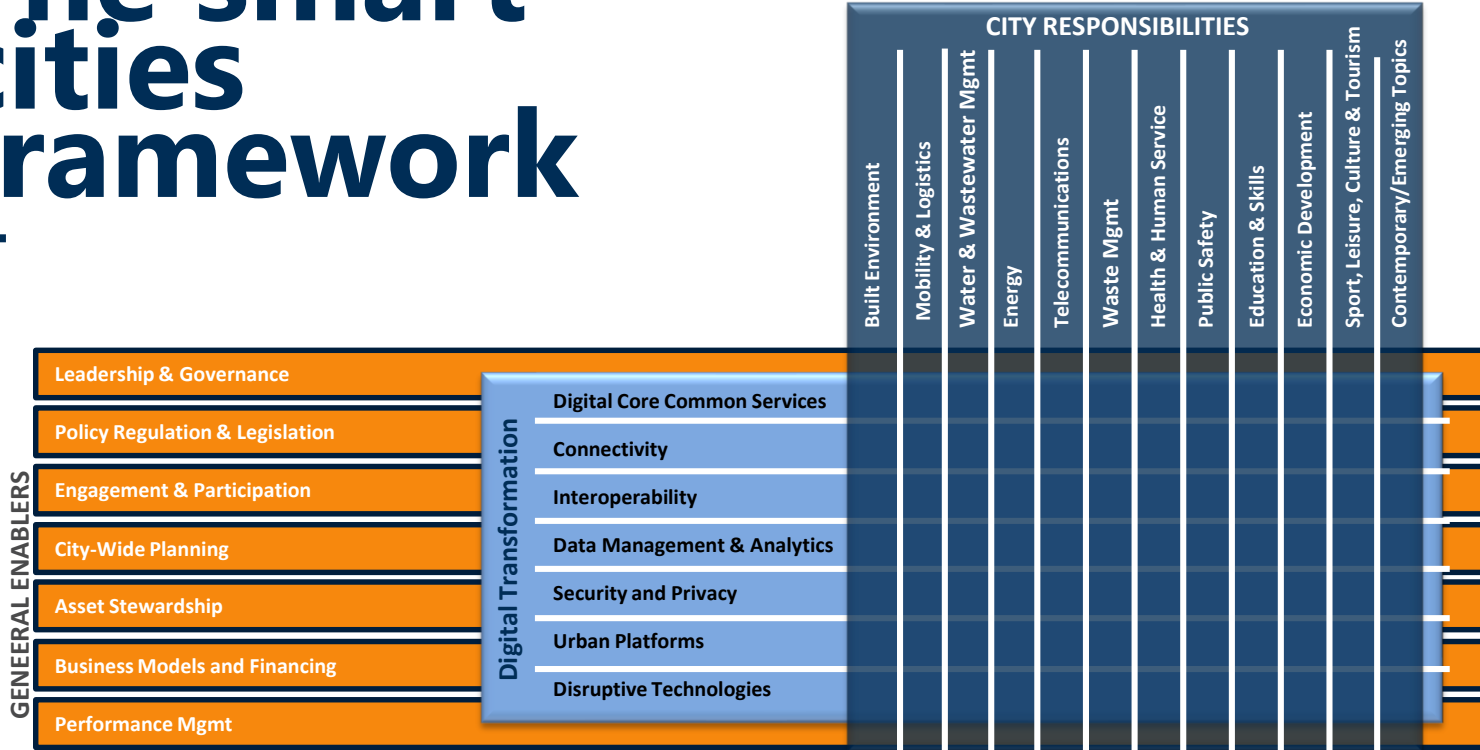 he smart
cities
ramework
CITY RESPONSIBILITIES
Built Environment
Mobility & Logistics
Water & Wastewater Mgmt
Energy
Telecommunications
Waste Mgmt
Health & Human Service
Public Safety
Education & Skills
Economic Development
Sport, Leisure, Culture & Tourism
Contemporary/Emerging Topics
GENEERAL ENABLERS
Leadership & Governance
Policy Regulation & Legislation
Engagement & Participation
City-Wide Planning
Asset Stewardship
Business Models and Financing
Performance Mgmt
Digital Transformation
Digital Core Common Services
Connectivity
Interoperability
Data Management & Analytics
Security and Privacy
Urban Platforms
Disruptive Technologies